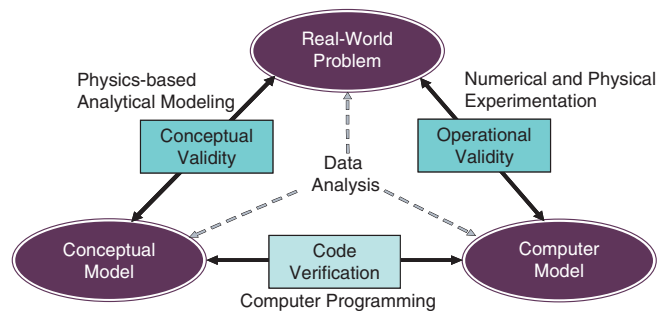 Real-World
Problem
Physics-based
Analytical Modeling
Numerical and Physical
Experimentation
Conceptual
Validity
Operational
Validity
Data
Analysis
Conceptual
Model
Code
Verification
Computer
Model
Computer Programming